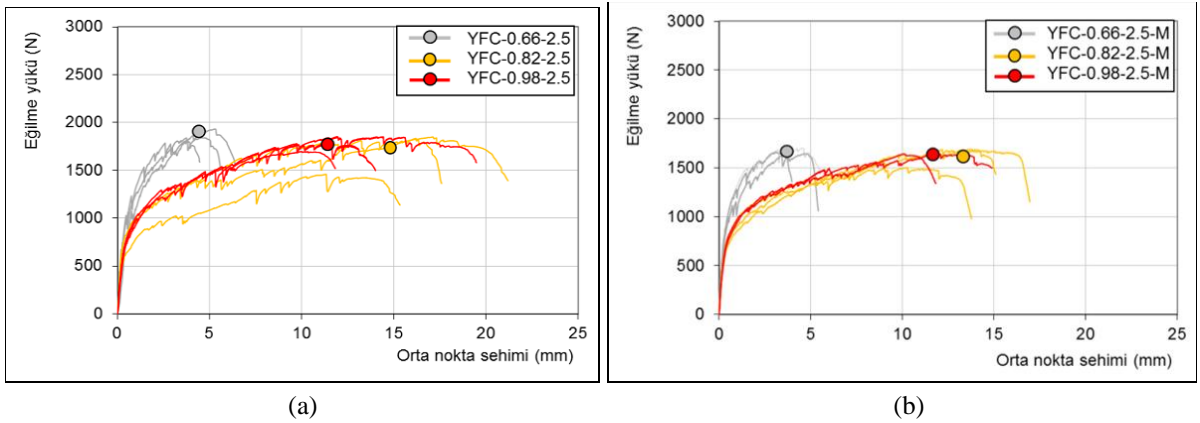 Eğilme yükü (N)
3000
2500
2000
1500
1000
500
0
0 5 10 15 20 25
Orta nokta sehimi (mm)
YFC-0.66-2.5
YFC-0.82-2.5
YFC-0.98-2.5
(a)
Eğilme yükü (N)
3000
2500
2000
1500
1000
500
0
0 5 10 15 20 25
Orta nokta sehimi (mm)
YFC-0.66-2.5-M
YFC-0.82-2.5-M
YFC-0.98-2.5-M
(b)